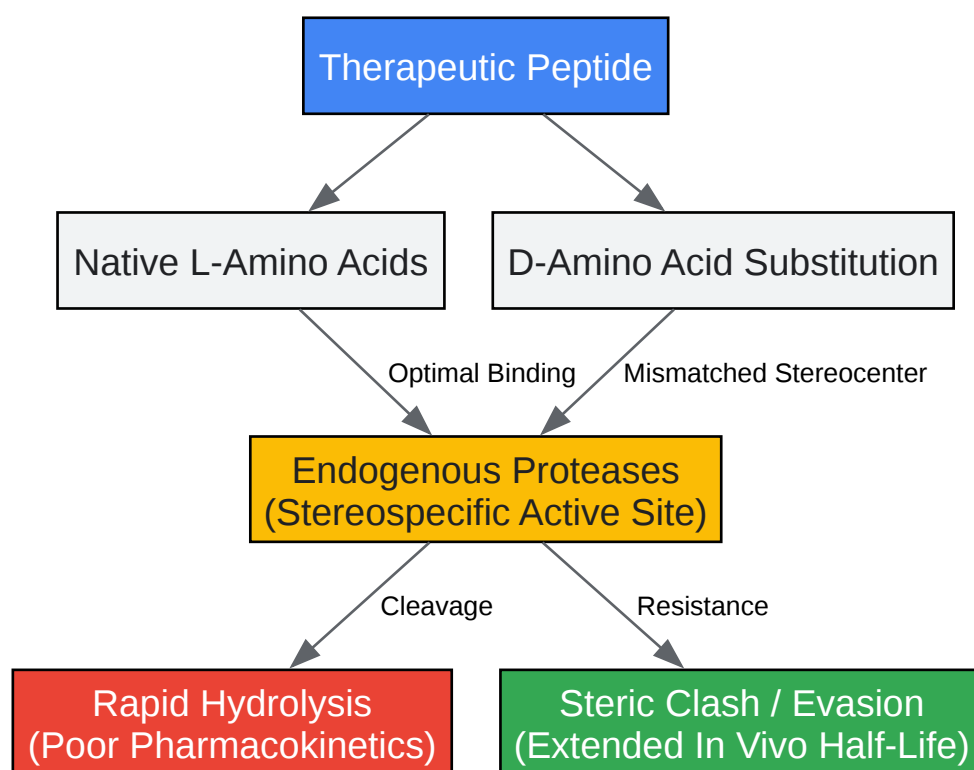 Therapeutic Peptide
Native L-Amino Acids
D-Amino Acid Substitution
Optimal Binding
Mismatched Stereocenter
Endogenous Proteases
(Stereospecific Active Site)
Cleavage
Resistance
Rapid Hydrolysis
(Poor Pharmacokinetics)
Steric Clash / Evasion
(Extended In Vivo Half-Life)